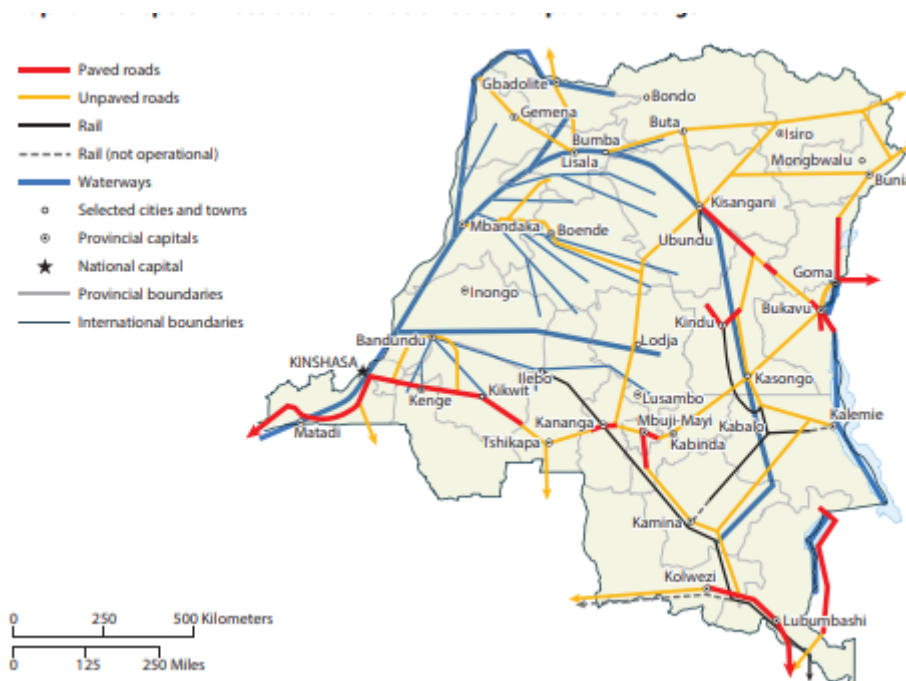 Paved roads
Unpaved roads
Rail
Rail (not operational)
Waterways
Selected cities and towns
Provincial capitals
National capital
Provincial boundaries
International boundaries
Gbadolite
Bondo
Gemena
Buta
Isiro
Bumba
Lisala
Mongbwalu
Bunia
Kisangani
Mbandaka
Boende
Ubundu
Goma
Inongo
Bukavu
Kindu
Bandundu
Lodja
KINSHASA
Ilebo
Kasongo
Kikwit
Lusambo
Kenge
Kananga
Mbuji-Mayi
Kabalo
Kalemie
Matadi
Kabinda
Tshikapa
Kamina
Kolwezi
Lubumbashi
0 250 500 Kilometers
0 125 250 Miles